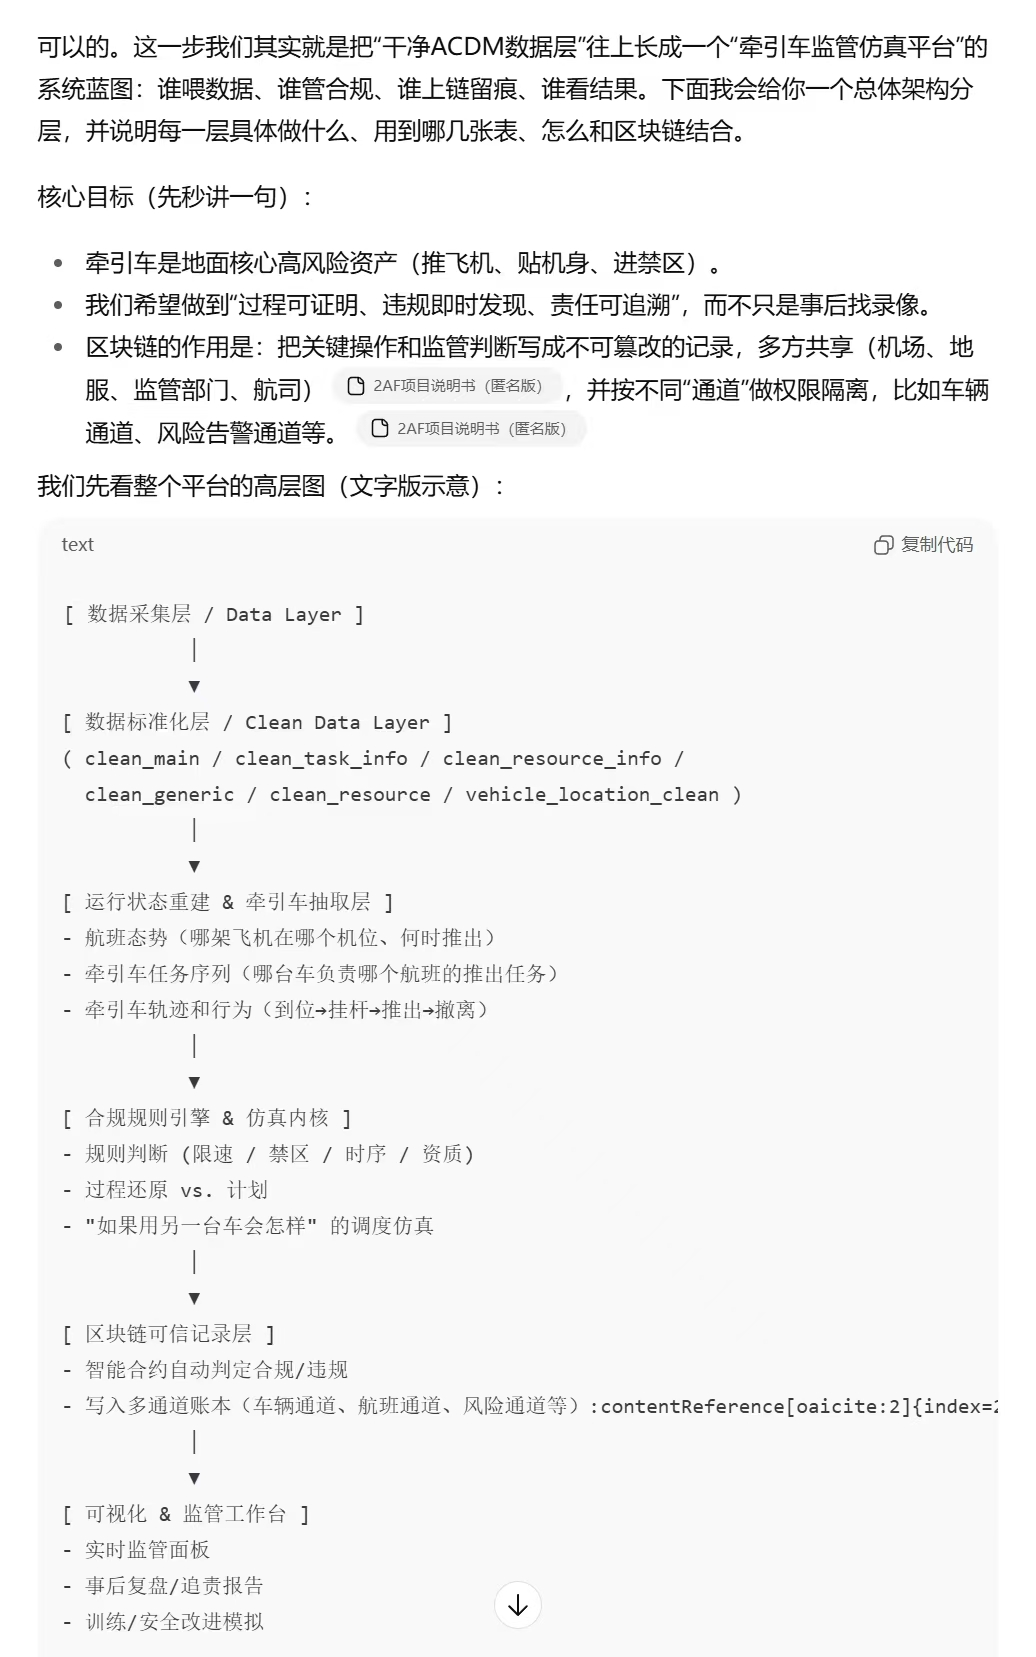 可以的。这一步我们其实就是把“干净ACDM数据层”往上长成一个“牵引车监管仿真平台”的
系统蓝图：谁喂数据、谁管合规、谁上链留痕、谁看结果。下面我会给你一个总体架构分
层，并说明每一层具体做什么、用到哪几张表、怎么和区块链结合。
核心目标（先秒讲一句）：
• 牵引车是地面核心高风险资产（推飞机、贴机身、进禁区）。
• 我们希望做到“过程可证明、违规即时发现、责任可追溯”，而不只是事后找录像。
• 区块链的作用是：把关键操作和监管判断写成不可篡改的记录，多方共享（机场、地
服、监管部门、航司） 2AF项目说明书（匿名版） ，并按不同“通道”做权限隔离，比如车辆
通道、风险告警通道等。 2AF项目说明书（匿名版）
我们先看整个平台的高层图（文字版示意）：
text 复制代码
[ 数据采集层 / Data Layer ]
│
▼
[ 数据标准化层 / Clean Data Layer ]
( clean_main / clean_task_info / clean_resource_info /
clean_generic / clean_resource / vehicle_location_clean )
│
▼
[ 运行状态重建 & 牵引车抽取层 ]
- 航班态势（哪架飞机在哪个机位、何时推出）
- 牵引车任务序列（哪台车负责哪个航班的推出任务）
- 牵引车轨迹和行为（到位→挂杆→推出→撤离）
│
▼
[ 合规规则引擎 & 仿真内核 ]
- 规则判断 (限速 / 禁区 / 时序 / 资质)
- 过程还原 vs. 计划
- "如果用另一台车会怎样" 的调度仿真
│
▼
[ 区块链可信记录层 ]
- 智能合约自动判定合规/违规
- 写入多通道账本（车辆通道、航班通道、风险通道等）:contentReference[oaicite:2]{index=2
│
▼
[ 可视化 & 监管工作台 ]
- 实时监管面板
- 事后复盘/追责报告
- 训练/安全改进模拟